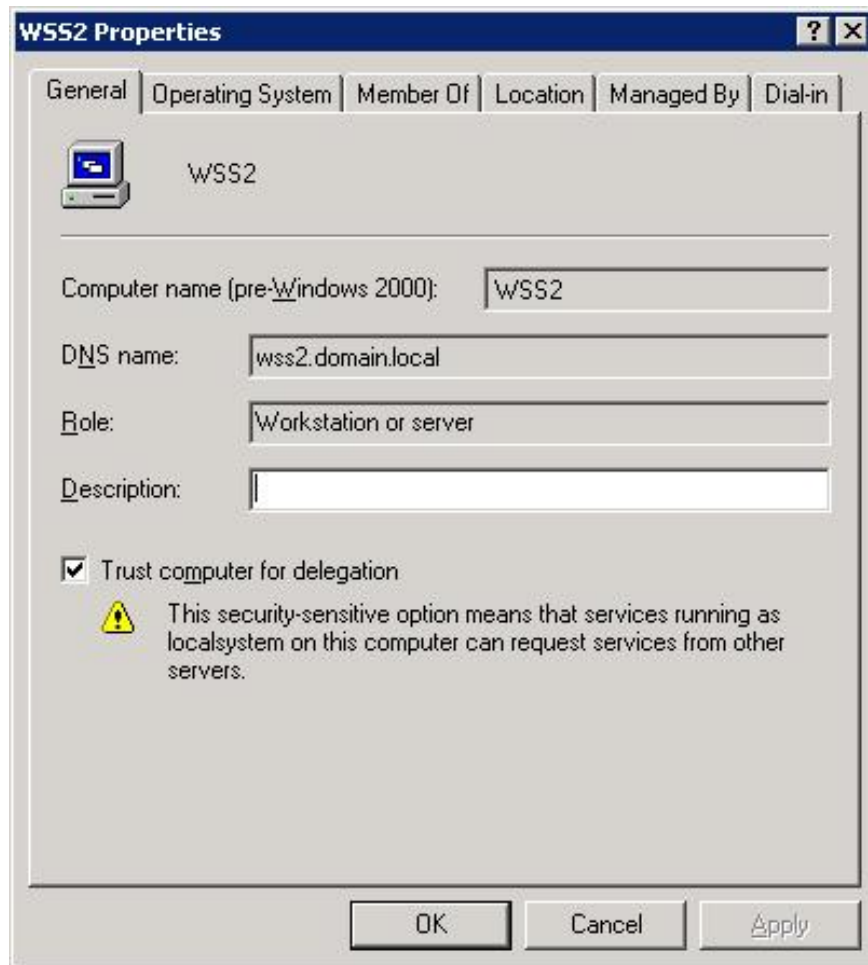 WSS2 Properties
General Operating System Member Of Location Managed By Dial-in
WSS2
Computer name (pre-Windows 2000): WSS2
DNS name: wss2.domain.local
Role: Workstation or server
Description:
Trust computer for delegation
This security-sensitive option means that services running as
localsystem on this computer can request services from other
servers.
OK Cancel Apply